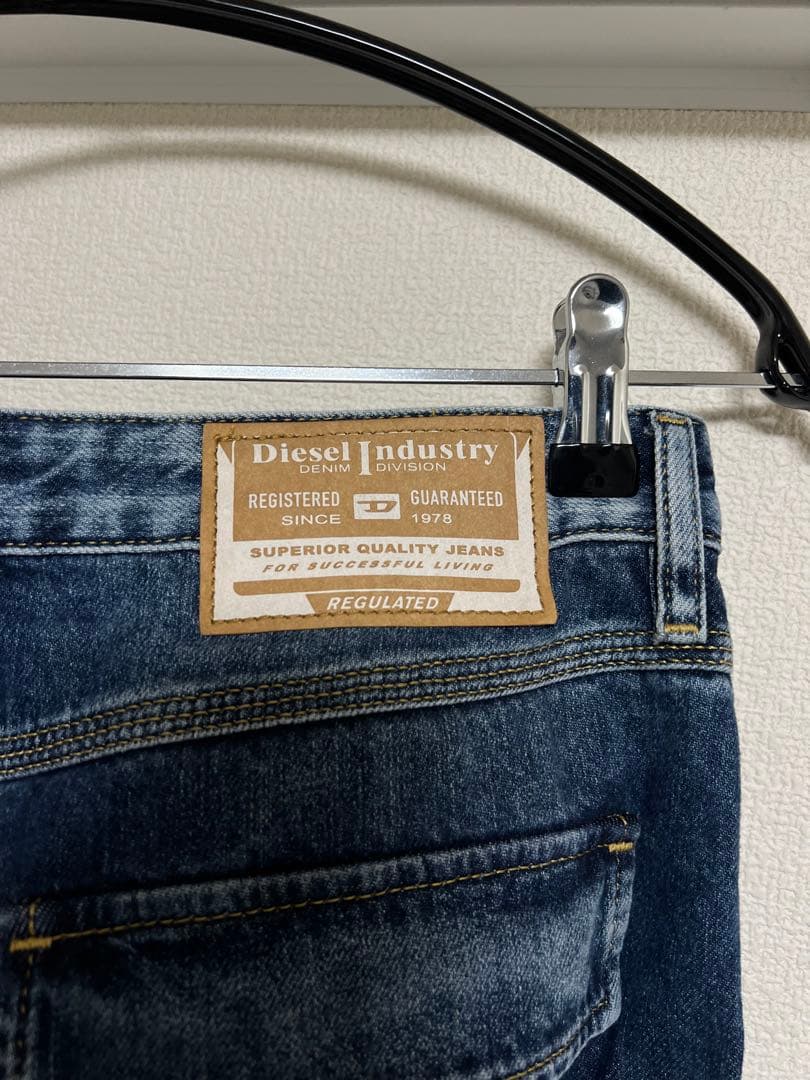 Diesel Industry
DENIM DIVISION
REGISTERED D GUARANTEED
SINCE 1978
SUPERIOR QUALITY JEANS
FOR SUCCESSFUL LIVING
REGULATED